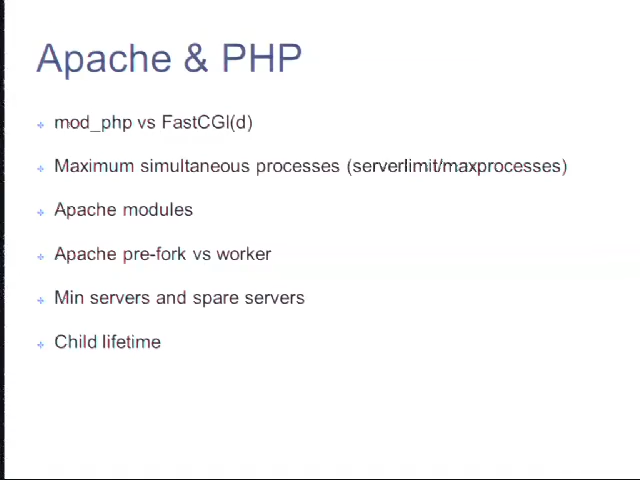 Apache & PHP
mod_php vs FastCGI(d)
Maximum simultaneous processes (serverlimit/maxprocesses)
Apache modules
Apache pre-fork vs worker
Min servers and spare servers
Child lifetime